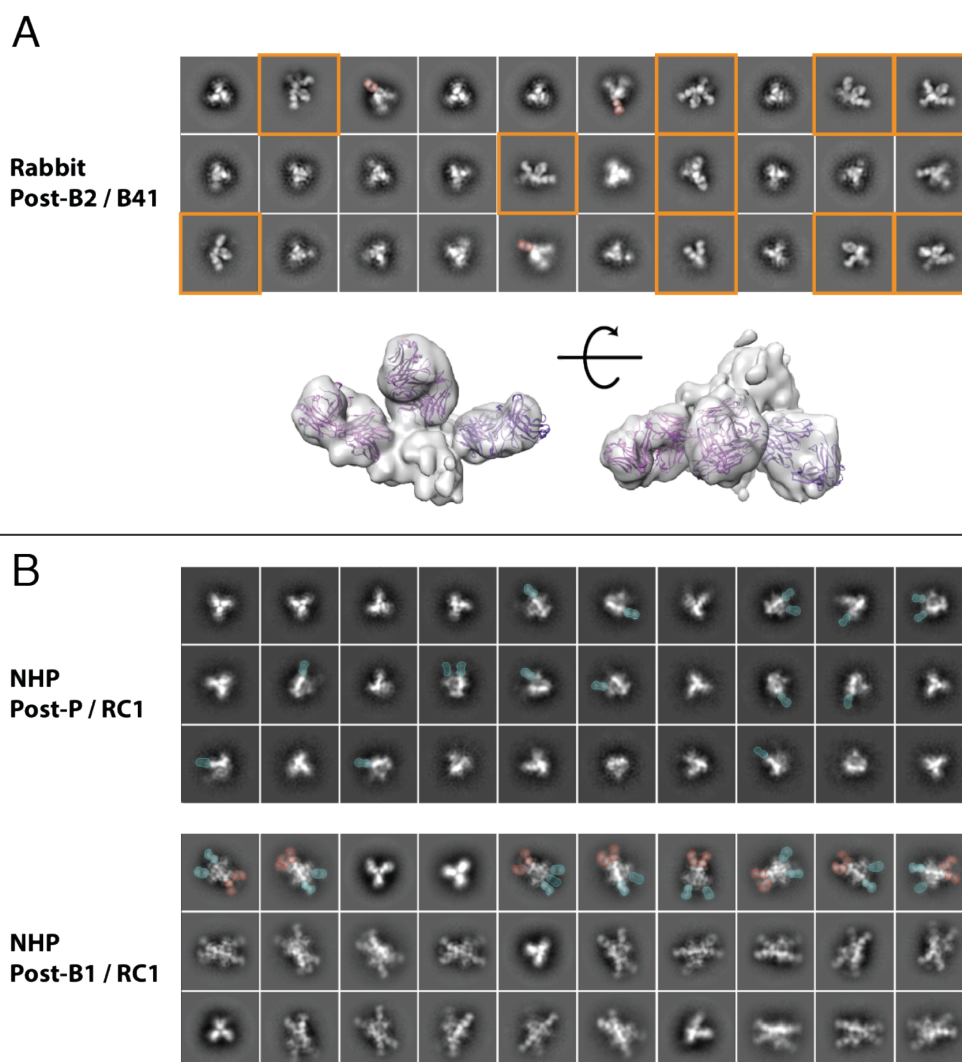 A
Rabbit
Post-B2 / B41
B
NHP
Post-P / RC1
NHP
Post-B1 / RC1